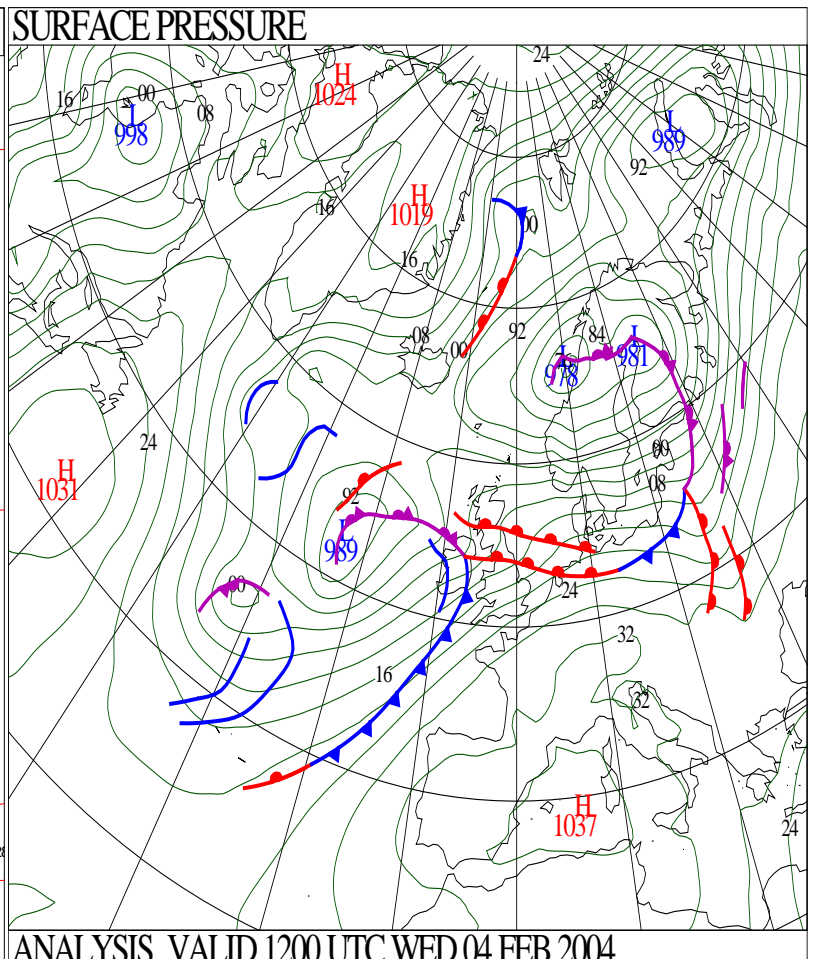 SURFACE PRESSURE
24
H
1024
16
00
L
998
08
L
989
92
H
1019
16
00
16
08
00
92
84
L
981
L
978
24
H
1031
00
08
92
L
989
00
24
16
32
32
H
1037
24
ANALYSIS VALID 1200 UTC WED 04 FEB 2004